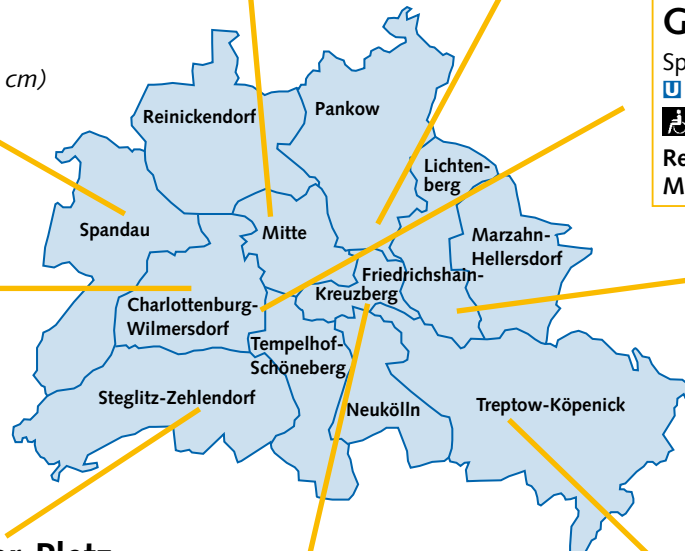 cm)
G
Sp
U
Re
M
Reinickendorf
Pankow
Lichten-
berg
Spandau
Mitte
Marzahn-
Hellersdorf
Friedrichshain-
Kreuzberg
Charlottenburg-
Wilmersdorf
Tempelhof-
Schöneberg
Steglitz-Zehlendorf
Neukölln
Treptow-Köpenick